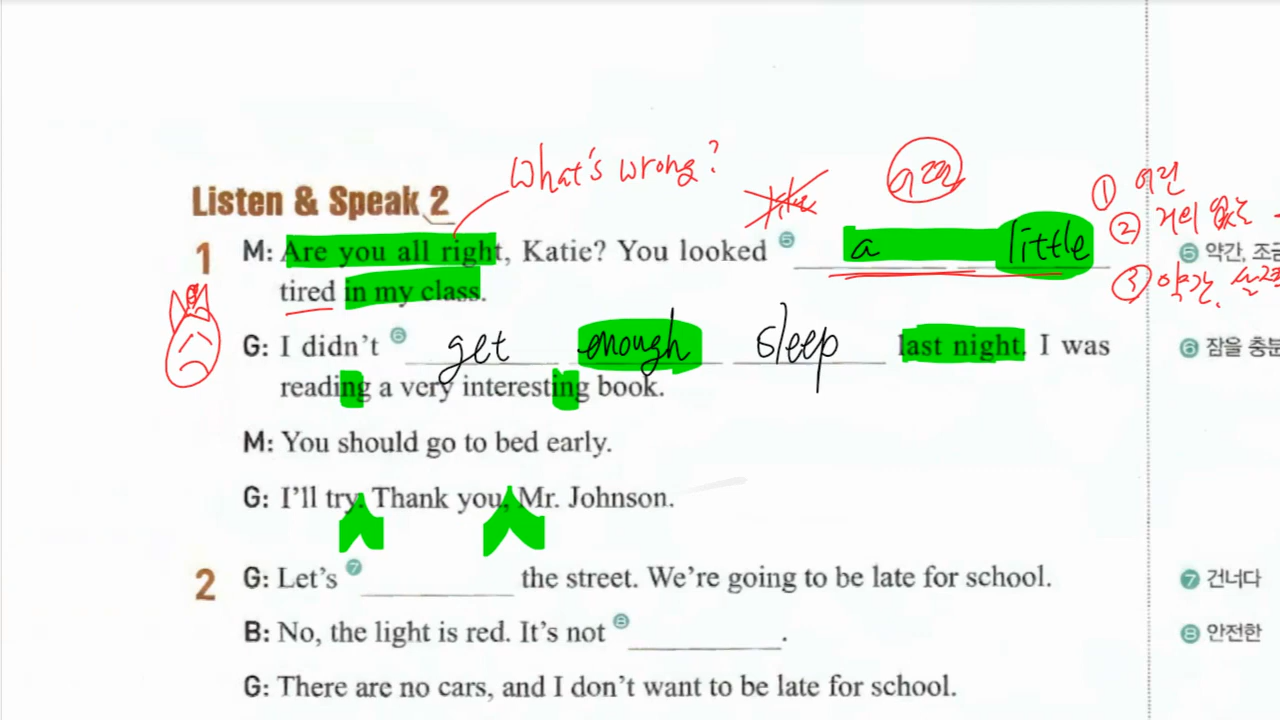 What's wrong?
Listen & Speak 2
① 어린
② 거의 없는
1 M: Are you all right, Katie? You looked ⑤ a little ⑤ 약간, 조금
tired in my class. ③ 약간,
G: I didn't ⑥ get enough sleep last night. I was ⑥ 잠을 충분
reading a very interesting book.
M: You should go to bed early.
G: I'll try. Thank you, Mr. Johnson.
2 G: Let's ⑦ the street. We're going to be late for school. ⑦ 건너다
B: No, the light is red. It's not ⑧ . ⑧ 안전한
G: There are no cars, and I don't want to be late for school.